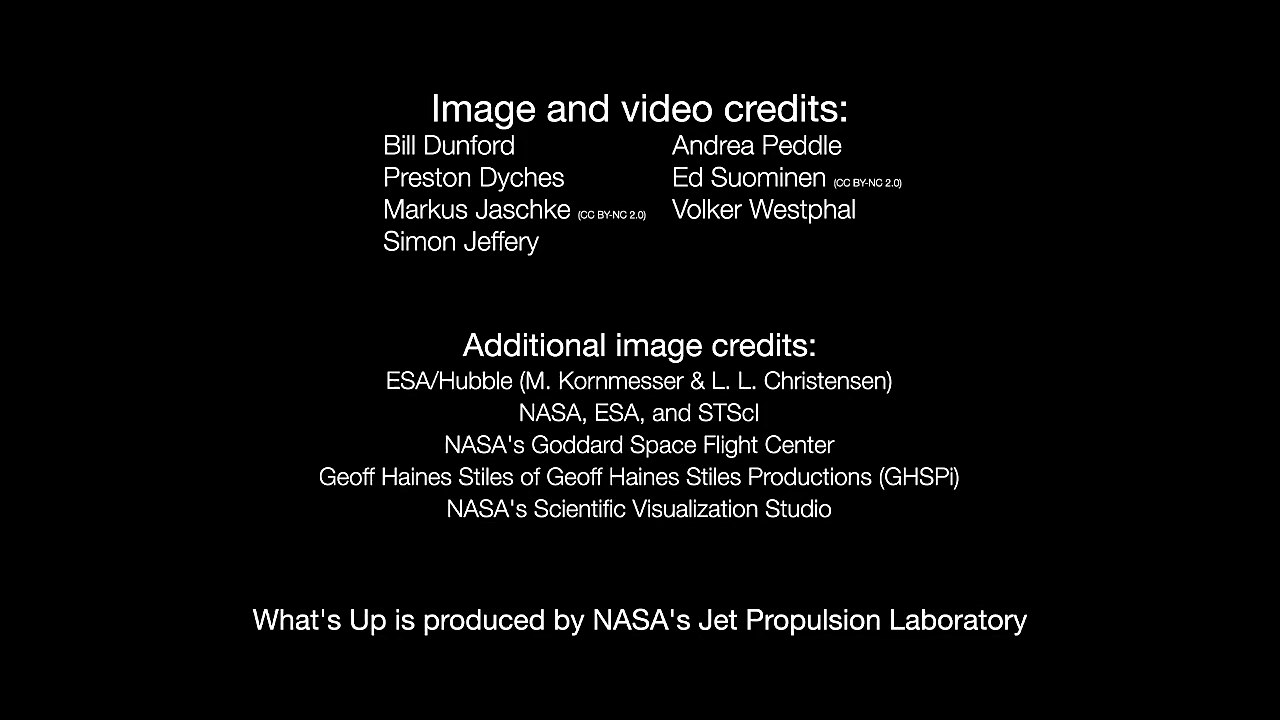 Image and video credits:
Bill Dunford
Preston Dyches
Markus Jaschke (CC BY-NC 2.0)
Simon Jeffery
Andrea Peddle
Ed Suominen (CC BY-NC 2.0)
Volker Westphal
Additional image credits:
ESA/Hubble (M. Kornmesser & L. L. Christensen)
NASA, ESA, and STScI
NASA's Goddard Space Flight Center
Geoff Haines Stiles of Geoff Haines Stiles Productions (GHSPi)
NASA's Scientific Visualization Studio
What's Up is produced by NASA's Jet Propulsion Laboratory